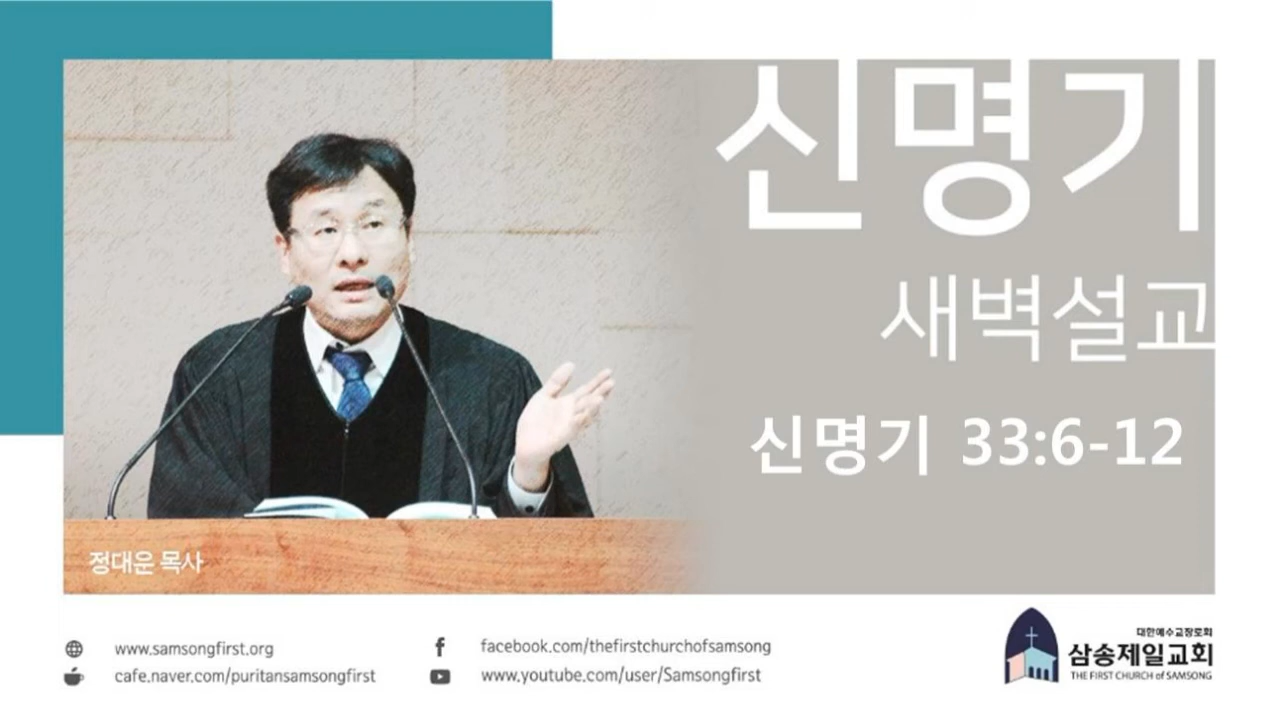 신명기
새벽설교
신명기 33:6-12
정대운 목사
www.samsongfirst.org
cafe.naver.com/puritansamsongfirst
facebook.com/thefirstchurchofsamsong
www.youtube.com/user/Samsongfirst
대한예수교장로회
삼송제일교회
THE FIRST CHURCH of SAMSONG